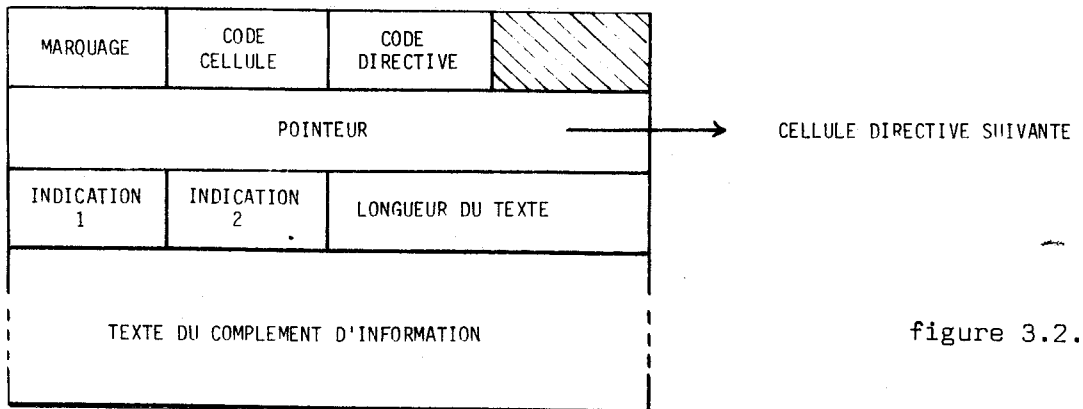 MARQUAGE
CODE
CELLULE
CODE
DIRECTIVE
POINTEUR
CELLULE DIRECTIVE SUIVANTE
INDICATION
1
INDICATION
2
LONGUEUR DU TEXTE
TEXTE DU COMPLEMENT D'INFORMATION
figure 3.2.